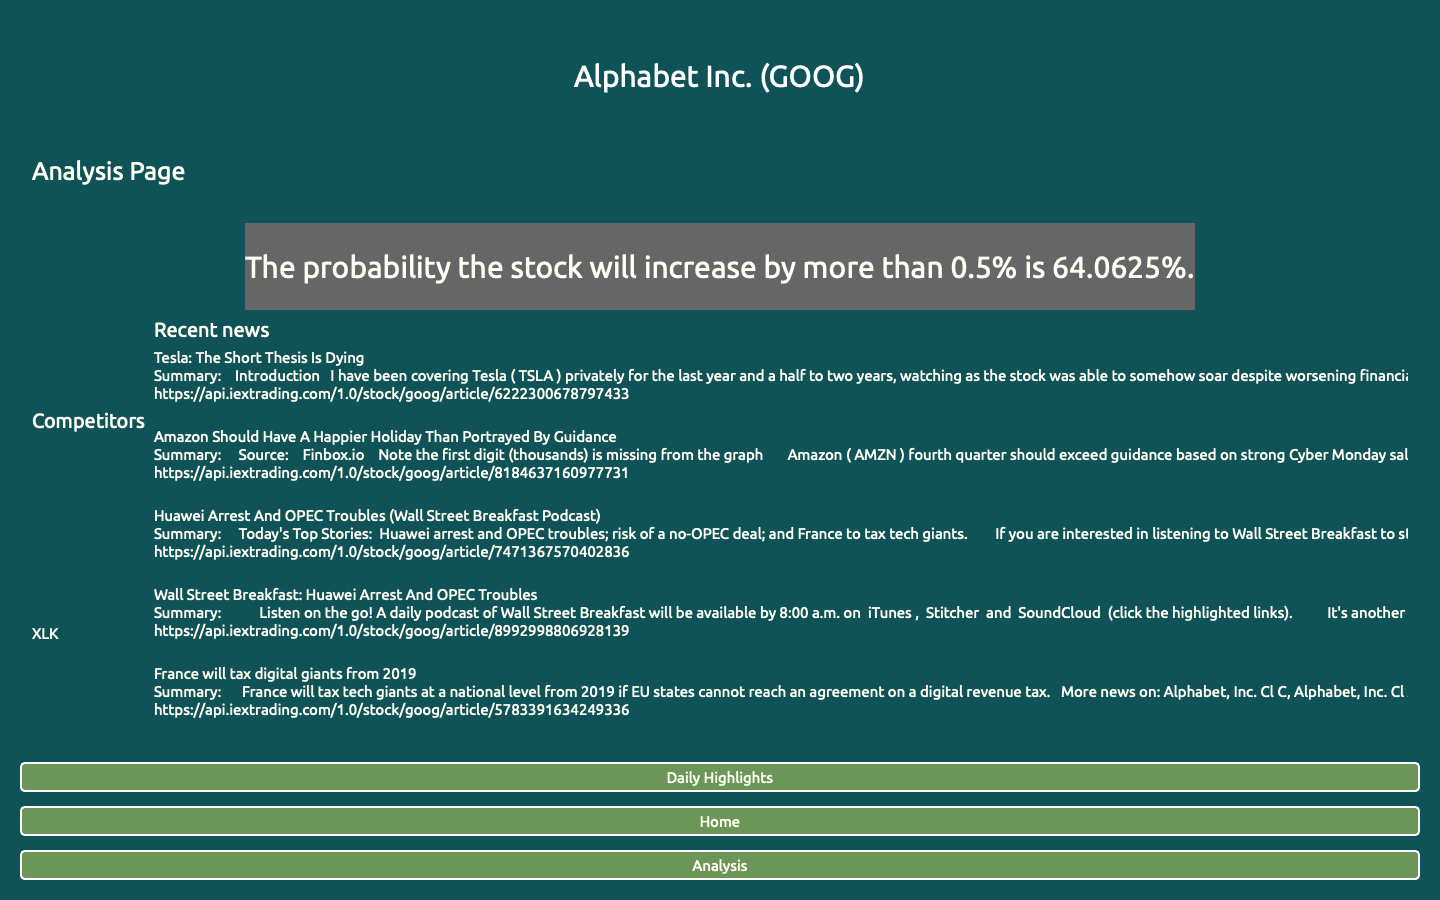 Alphabet Inc. (GOOG)
Analysis Page
The probability the stock will increase by more than 0.5% is 64.0625%.
Recent news
Tesla: The Short Thesis Is Dying
Summary: Introduction I have been covering Tesla ( TSLA ) privately for the last year and a half to two years, watching as the stock was able to somehow soar despite worsening financia
https://api.iextrading.com/1.0/stock/goog/article/6222300678797433
Competitors
Amazon Should Have A Happier Holiday Than Portrayed By Guidance
Summary: Source: Finbox.io Note the first digit (thousands) is missing from the graph Amazon ( AMZN ) fourth quarter should exceed guidance based on strong Cyber Monday sal
https://api.iextrading.com/1.0/stock/goog/article/8184637160977731
Huawei Arrest And OPEC Troubles (Wall Street Breakfast Podcast)
Summary: Today's Top Stories: Huawei arrest and OPEC troubles; risk of a no-OPEC deal; and France to tax tech giants. If you are interested in listening to Wall Street Breakfast to st
https://api.iextrading.com/1.0/stock/goog/article/7471367570402836
Wall Street Breakfast: Huawei Arrest And OPEC Troubles
Summary: Listen on the go! A daily podcast of Wall Street Breakfast will be available by 8:00 a.m. on iTunes , Stitcher and SoundCloud (click the highlighted links). It's another
https://api.iextrading.com/1.0/stock/goog/article/8992998806928139
XLK
France will tax digital giants from 2019
Summary: France will tax tech giants at a national level from 2019 if EU states cannot reach an agreement on a digital revenue tax. More news on: Alphabet, Inc. Cl C, Alphabet, Inc. Cl
https://api.iextrading.com/1.0/stock/goog/article/5783391634249336
Daily Highlights
Home
Analysis